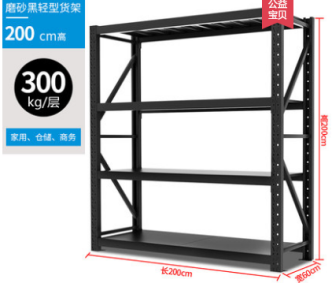 磨砂黑轻型货架
200 cm高
300
kg/层
家用、仓储、商务
公益
宝贝
高200cm
长200cm
宽60cm